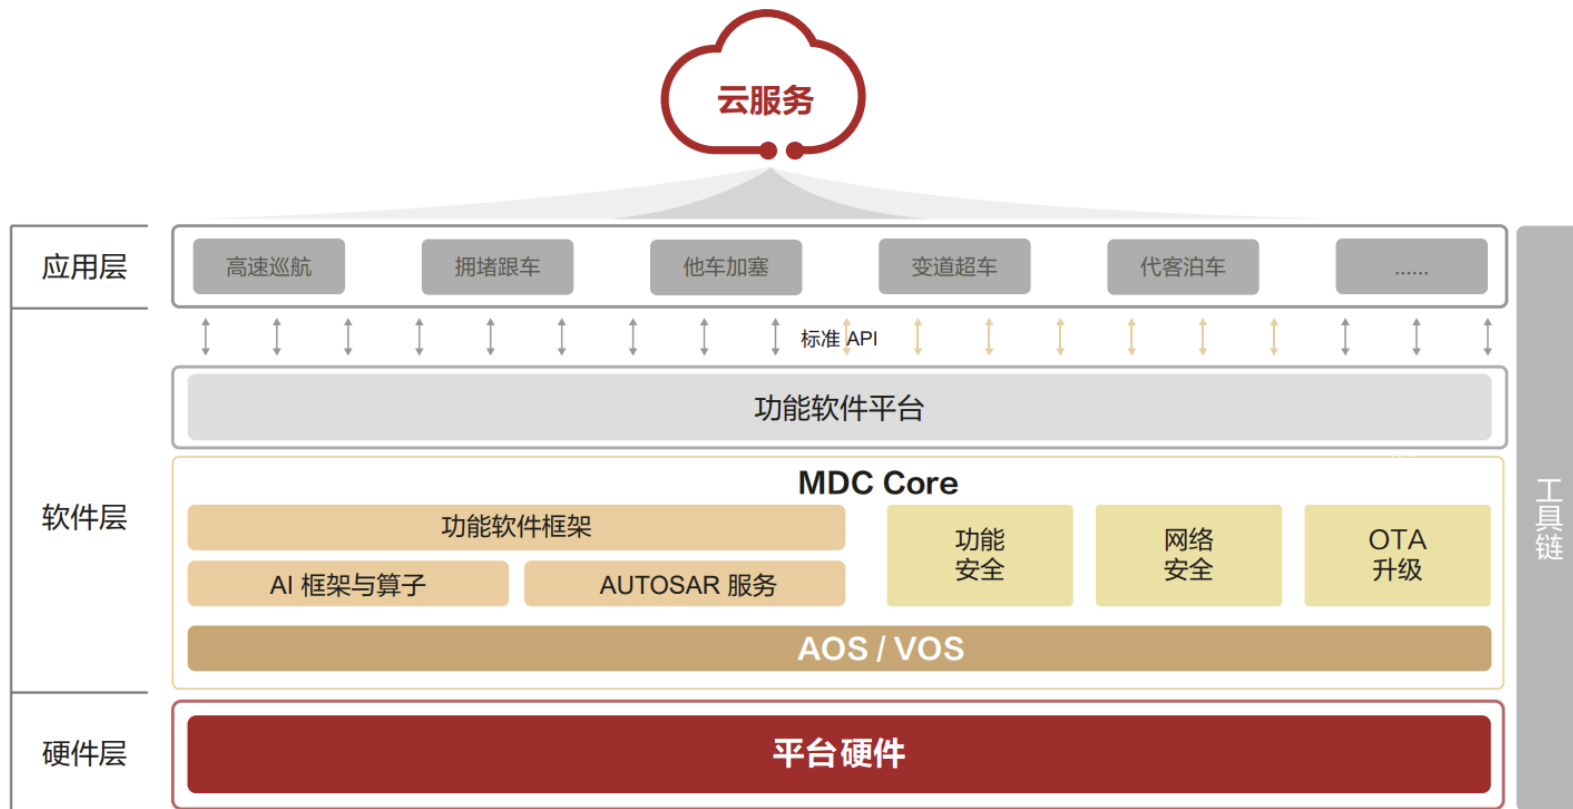 云服务
应用层
高速巡航
拥堵跟车
他车加塞
变道超车
代客泊车
......
标准 API
软件层
功能软件平台
MDC Core
功能软件框架
AI 框架与算子
AUTOSAR 服务
功能
安全
网络
安全
OTA
升级
AOS / VOS
硬件层
平台硬件
工具链